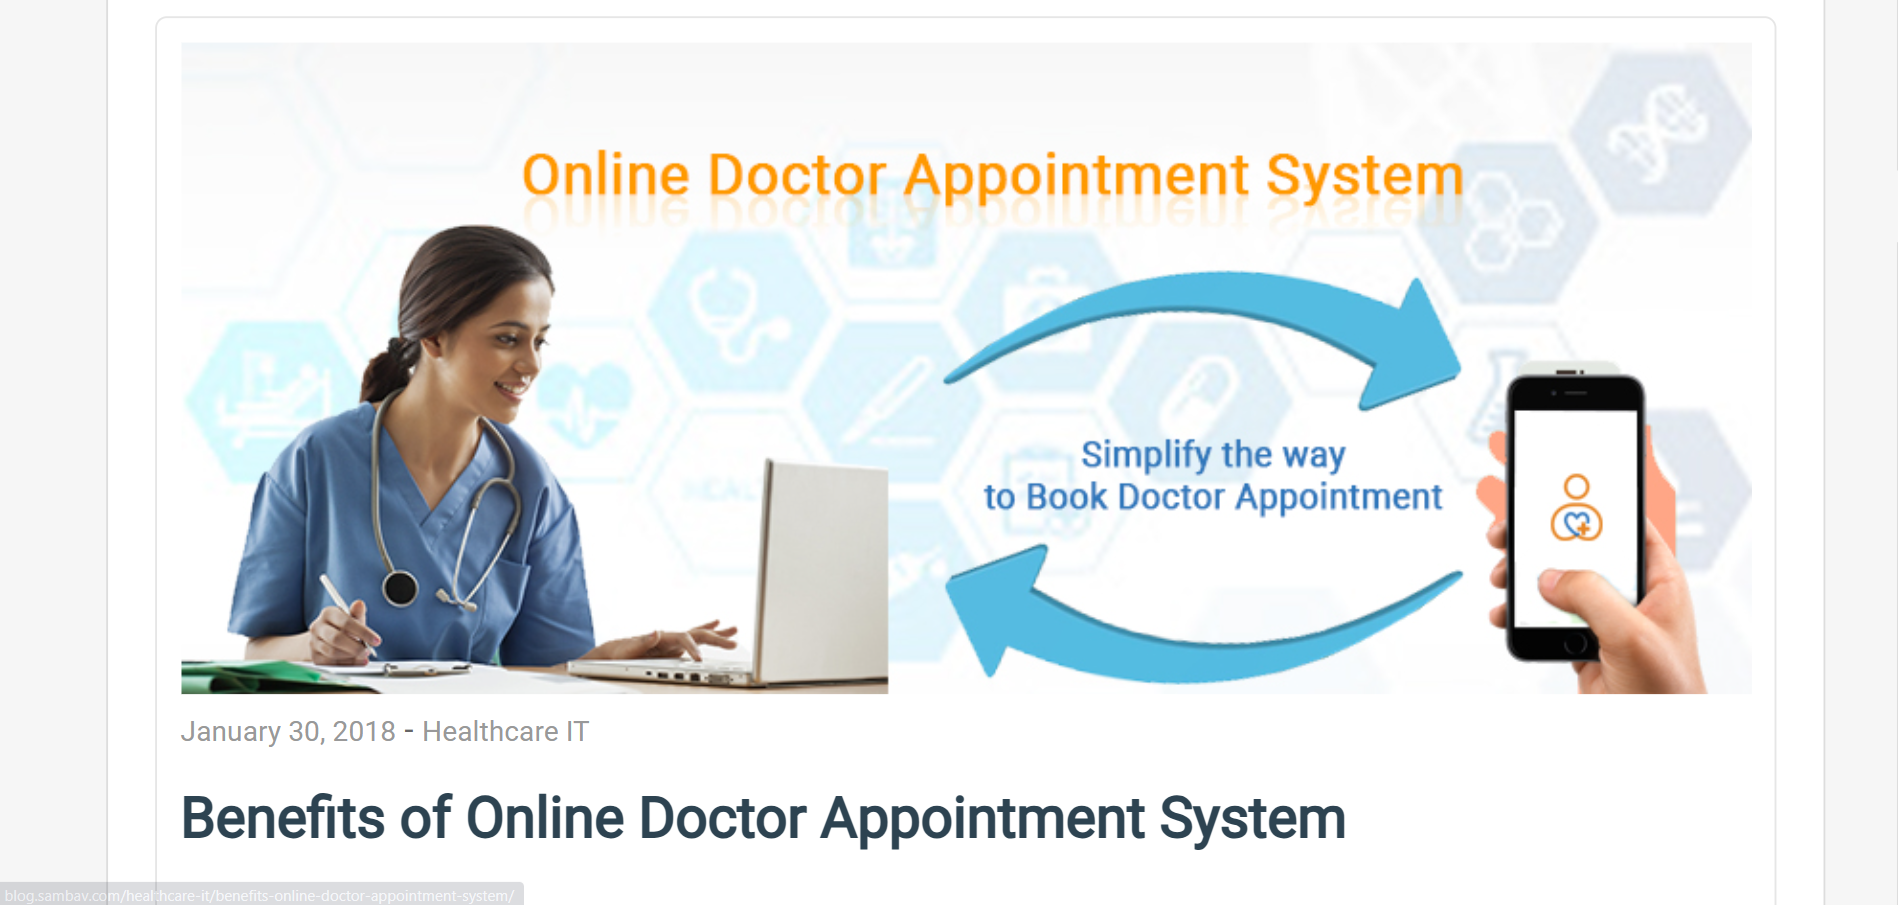 Online Doctor Appointment System
Simplify the way
to Book Doctor Appointment
January 30, 2018 - Healthcare IT
Benefits of Online Doctor Appointment System
blog.sambav.com/healthcare-it/benefits-online-doctor-appointment-system/